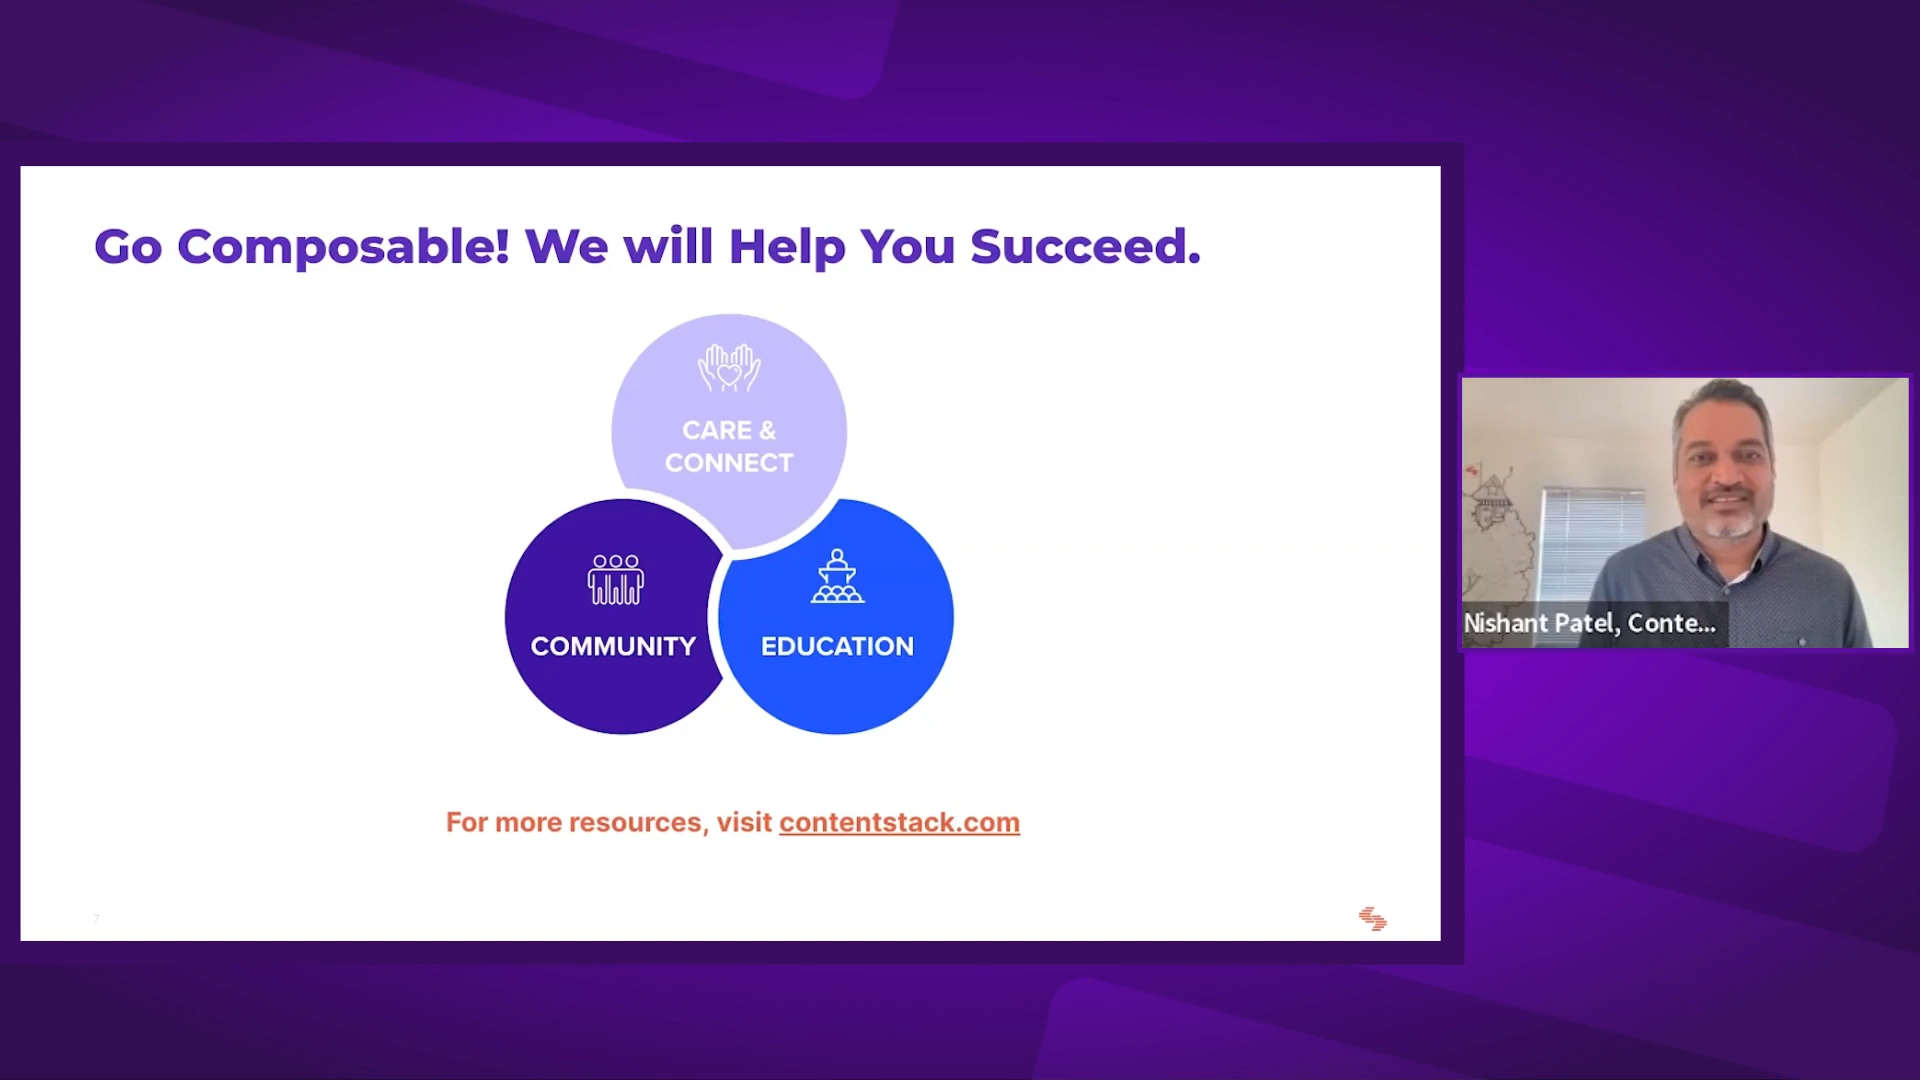 Go Composable! We will Help You Succeed.
CARE &
CONNECT
COMMUNITY
EDUCATION
For more resources, visit contentstack.com
7
Nishant Patel, Conte...